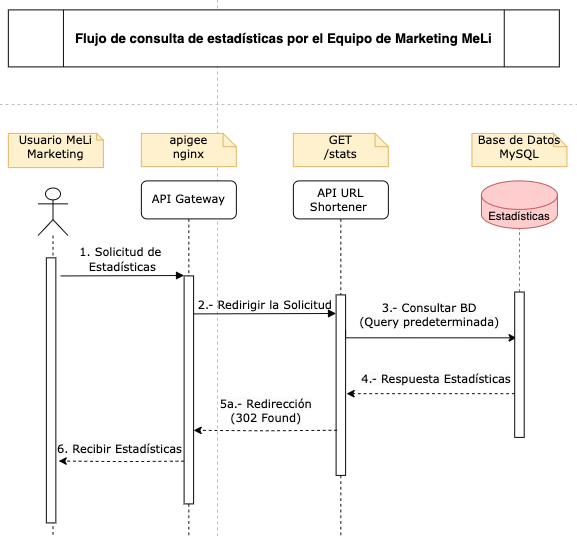 Flujo de consulta de estadísticas por el Equipo de Marketing MeLi
Usuario MeLi
Marketing
apigee
nginx
GET
/stats
Base de Datos
MySQL
API Gateway
API URL
Shortener
Estadísticas
1. Solicitud de
Estadísticas
2.- Redirigir la Solicitud
3.- Consultar BD
(Query predeterminada)
4.- Respuesta Estadísticas
5a.- Redirección
(302 Found)
6. Recibir Estadísticas